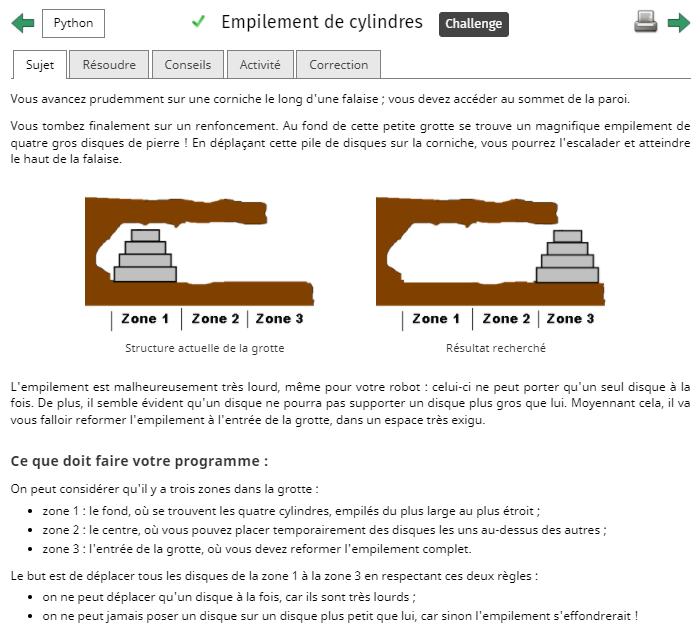 Python
Empilement de cylindres Challenge
Sujet Résoudre Conseils Activité Correction
Vous avancez prudemment sur une corniche le long d'une falaise ; vous devez accéder au sommet de la paroi.
Vous tombez finalement sur un renfoncement. Au fond de cette petite grotte se trouve un magnifique empilement de
quatre gros disques de pierre ! En déplaçant cette pile de disques sur la corniche, vous pourrez l'escalader et atteindre
le haut de la falaise.
Zone 1 Zone 2 Zone 3
Structure actuelle de la grotte
Zone 1 Zone 2 Zone 3
Résultat recherché
L'empilement est malheureusement très lourd, même pour votre robot : celui-ci ne peut porter qu'un seul disque à la
fois. De plus, il semble évident qu'un disque ne pourra pas supporter un disque plus gros que lui. Moyennant cela, il va
vous falloir reformer l'empilement à l'entrée de la grotte, dans un espace très exigu.
Ce que doit faire votre programme :
On peut considérer qu'il y a trois zones dans la grotte :
• zone 1 : le fond, où se trouvent les quatre cylindres, empilés du plus large au plus étroit ;
• zone 2 : le centre, où vous pouvez placer temporairement des disques les uns au-dessus des autres ;
• zone 3 : l'entrée de la grotte, où vous devez reformer l'empilement complet.
Le but est de déplacer tous les disques de la zone 1 à la zone 3 en respectant ces deux règles :
• on ne peut déplacer qu'un disque à la fois, car ils sont très lourds ;
• on ne peut jamais poser un disque sur un disque plus petit que lui, car sinon l'empilement s'effondrerait !